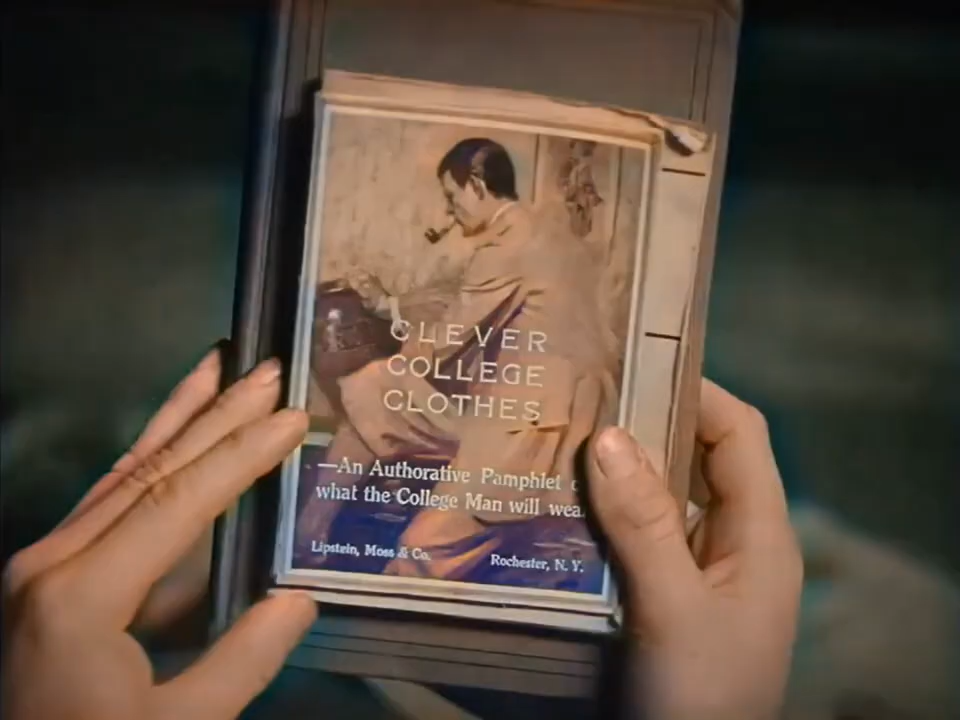 CLEVER
COLLEGE
CLOTHES
—An Authorative Pamphlet
what the College Man will
Lipstein, Moss & Co.
Rochester, N. Y.